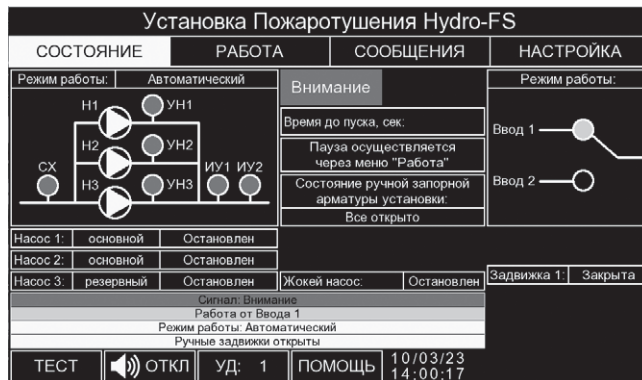 Установка Пожаротушения Hydro-FS
СОСТОЯНИЕ РАБОТА СООБЩЕНИЯ НАСТРОЙКА
Режим работы: Автоматический
Н1 УН1
Н2 УН2
СХ Н3 УН3 ИУ1 ИУ2
Внимание
Время до пуска, сек:
Пауза осуществляется
через меню "Работа"
Состояние ручной запорной
арматуры установки:
Все открыто
Режим работы:
Ввод 1
Ввод 2
Насос 1: основной Остановлен
Насос 2: основной Остановлен
Насос 3: резервный Остановлен
Жокей насос: Остановлен
Задвижка 1: Закрыта
Сигнал: Внимание
Работа от Ввода 1
Режим работы: Автоматический
Ручные задвижки открыты
ТЕСТ ОТКЛ УД: 1 ПОМОЩЬ 10/03/23
14:00:17